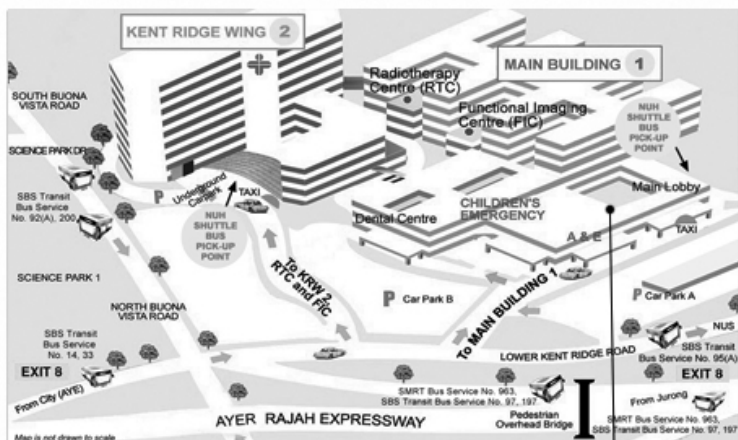 KENT RIDGE WING 2
MAIN BUILDING 1
Radiotherapy
Centre (RTC)
Functional Imaging
Centre (FIC)
NUH
SHUTTLE
BUS
PICK-UP
POINT
SOUTH BUONA
VISTA ROAD
SCIENCE PARK DR
SBS Transit
Bus Service
No. 92(A), 200
P
Underground
Carpark
TAXI
NUH
SHUTTLE
BUS
PICK-UP
POINT
Dental Centre
CHILDREN'S
EMERGENCY
Main Lobby
A & E
TAXI
SCIENCE PARK 1
To KRW 2
RTC and FIC
P Car Park B
To MAIN BUILDING 1
P
Car Park A
NORTH BUONA
VISTA ROAD
NUS
SBS Transit
Bus Service
No. 14, 33
LOWER KENT RIDGE ROAD
SBS Transit
Bus Service No. 95(A)
EXIT 8
EXIT 8
From City (AYE)
SMRT Bus Service No. 963,
SBS Transit Bus Service No. 97, 197
From Jurong
Pedestrian
Overhead Bridge
AYER RAJAH EXPRESSWAY
SMRT Bus Service No. 963,
SBS Transit Bus Service No. 97, 197
Map is not drawn to scale